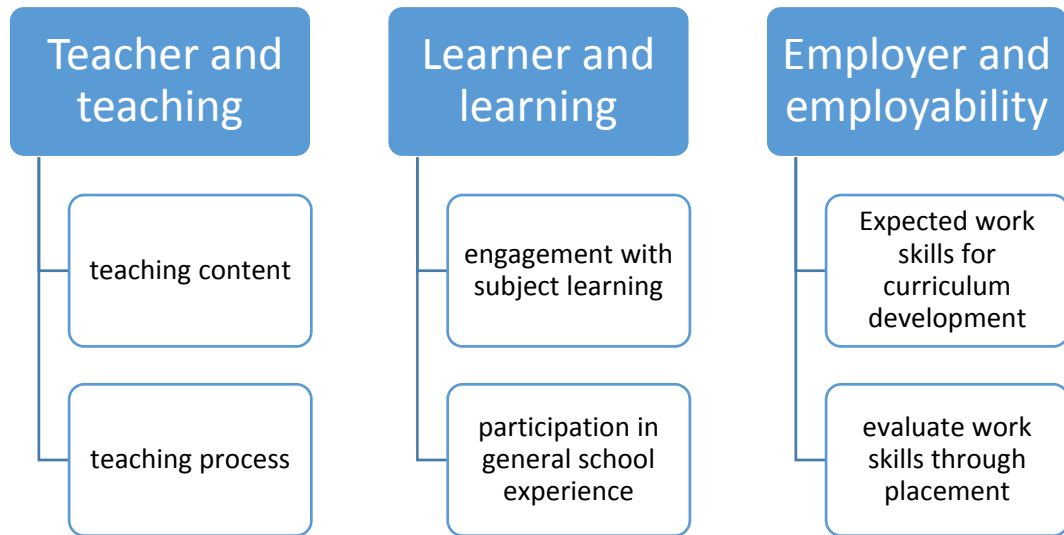 Teacher and
teaching
teaching content
teaching process
Learner and
learning
engagement with
subject learning
participation in
general school
experience
Employer and
employability
Expected work
skills for
curriculum
development
evaluate work
skills through
placement